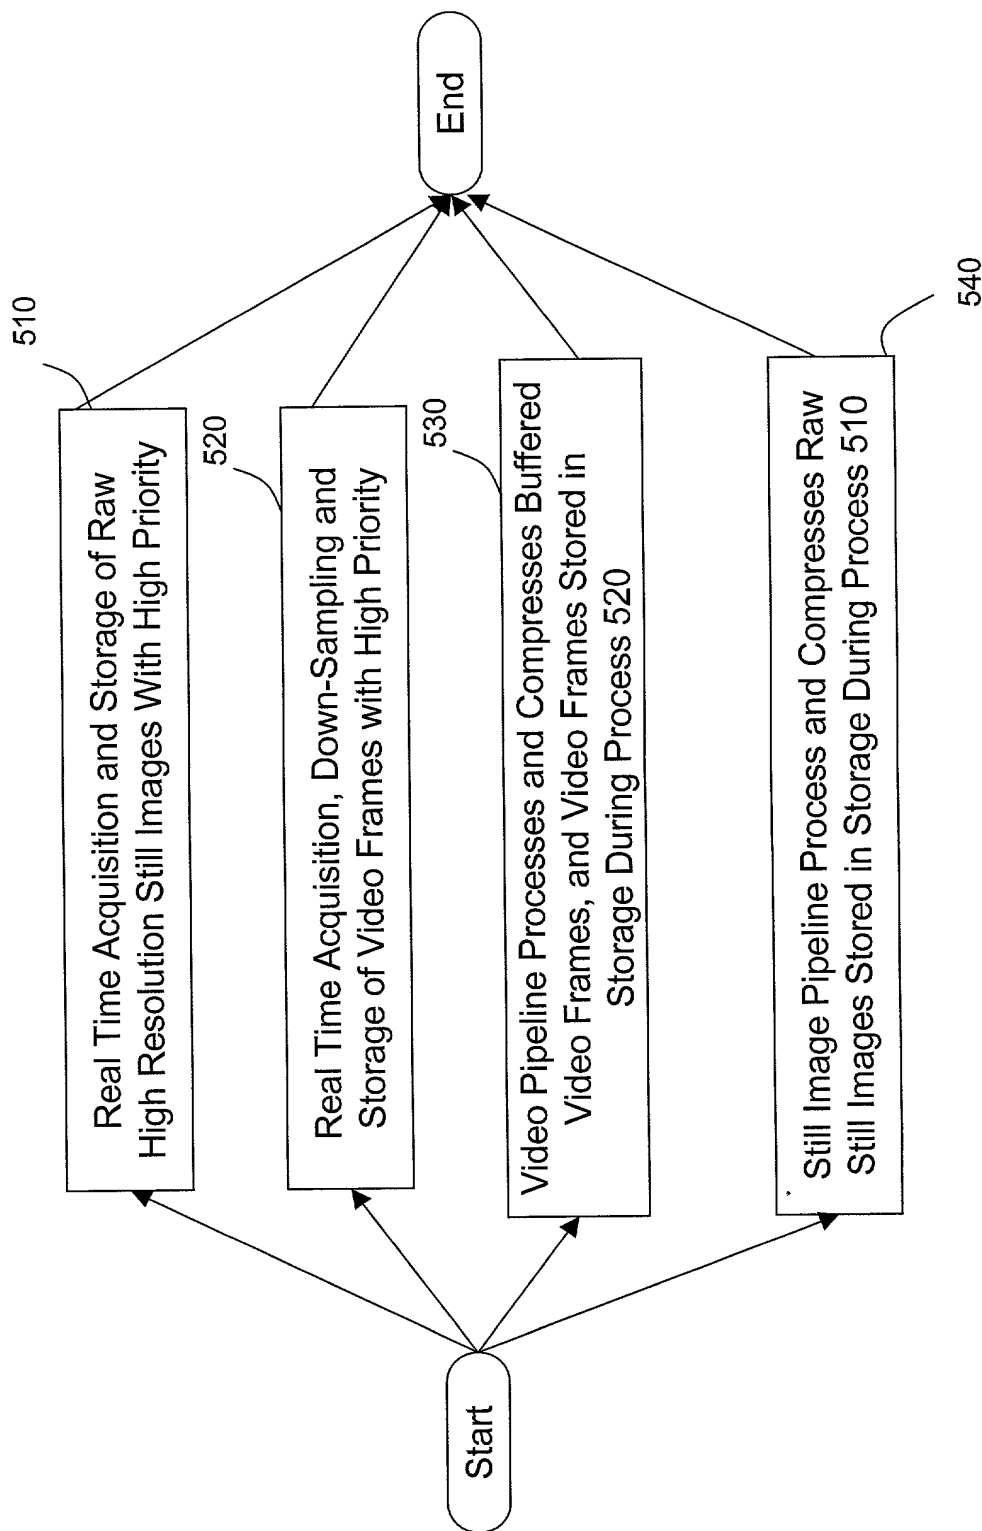 Start
510
Real Time Acquisition and Storage of Raw
High Resolution Still Images With High Priority
520
Real Time Acquisition, Down-Sampling and
Storage of Video Frames with High Priority
530
Video Pipeline Processes and Compresses Buffered
Video Frames, and Video Frames Stored in
Storage During Process 520
540
Still Image Pipeline Process and Compresses Raw
Still Images Stored in Storage During Process 510
End